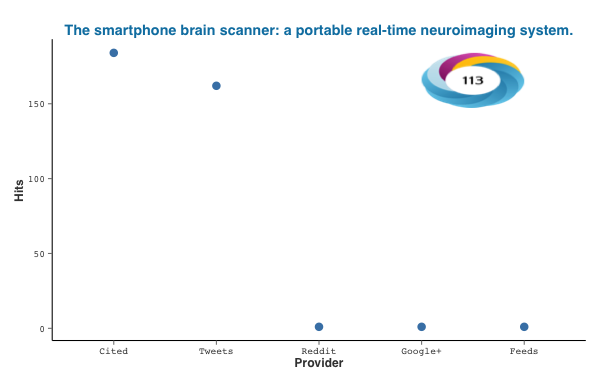 The smartphone brain scanner: a portable real-time neuroimaging system.
113
150
100
50
0
Hits
Cited Tweets Reddit Google+ Feeds
Provider